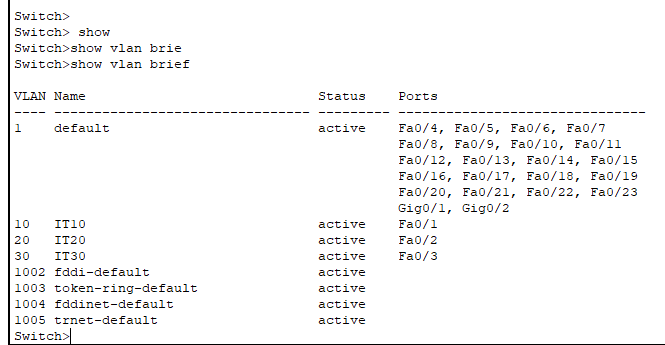 Switch>
Switch> show
Switch>show vlan brie
Switch>show vlan brief
VLAN Name                             Status    Ports
---- -------------------------------- --------- -------------------------------
1    default                          active    Fa0/4, Fa0/5, Fa0/6, Fa0/7
                                                Fa0/8, Fa0/9, Fa0/10, Fa0/11
                                                Fa0/12, Fa0/13, Fa0/14, Fa0/15
                                                Fa0/16, Fa0/17, Fa0/18, Fa0/19
                                                Fa0/20, Fa0/21, Fa0/22, Fa0/23
                                                Gig0/1, Gig0/2
10   IT10                             active    Fa0/1
20   IT20                             active    Fa0/2
30   IT30                             active    Fa0/3
1002 fddi-default                     active
1003 token-ring-default               active
1004 fddinet-default                  active
1005 trnet-default                    active
Switch>